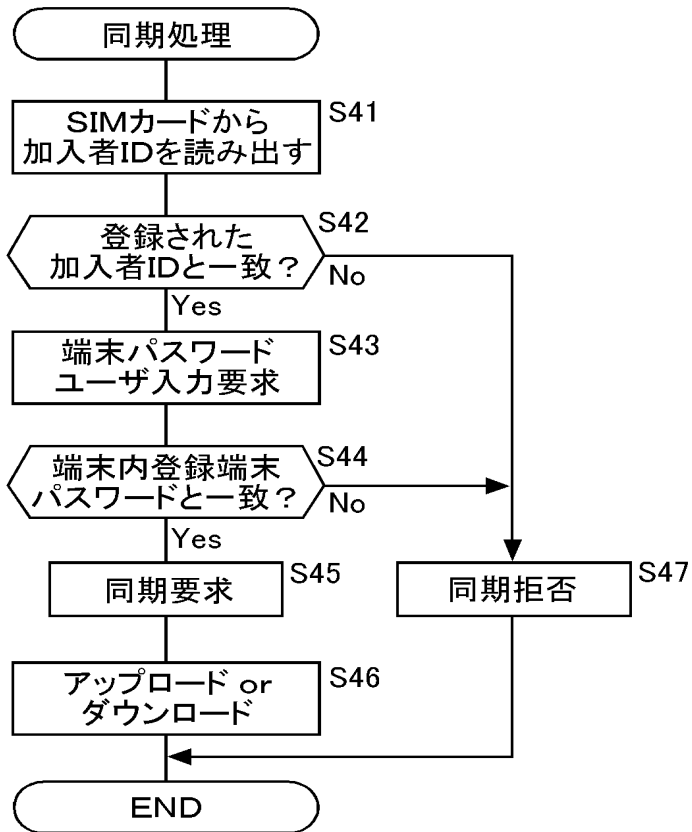 同期処理
SIMカードから
加入者IDを読み出す
S41
登録された
加入者IDと一致？
S42
No
Yes
端末パスワード
ユーザ入力要求
S43
端末内登録端末
パスワードと一致？
S44
No
Yes
同期要求
S45
同期拒否
S47
アップロード or
ダウンロード
S46
END